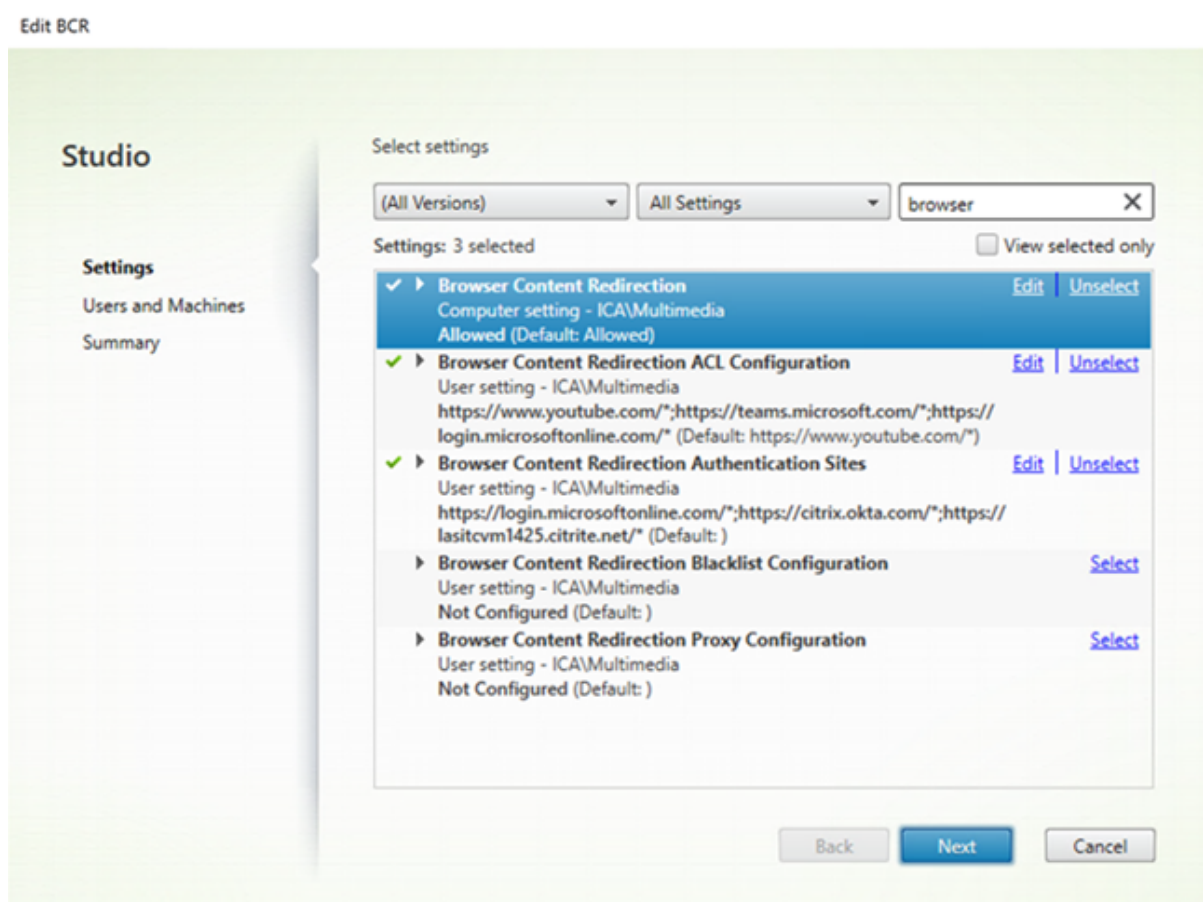 Edit BCR
Studio
Settings
Users and Machines
Summary
Select settings
(All Versions)
All Settings
browser
Settings: 3 selected
View selected only
Browser Content Redirection
Edit
Unselect
Computer setting - ICA\Multimedia
Allowed (Default: Allowed)
Browser Content Redirection ACL Configuration
Edit
Unselect
User setting - ICA\Multimedia
https://www.youtube.com/*;https://teams.microsoft.com/*;https://
login.microsoftonline.com/* (Default: https://www.youtube.com/*)
Browser Content Redirection Authentication Sites
Edit
Unselect
User setting - ICA\Multimedia
https://login.microsoftonline.com/*;https://citrix.okta.com/*;https://
lasitcvm1425.citrite.net/* (Default: )
Browser Content Redirection Blacklist Configuration
Select
User setting - ICA\Multimedia
Not Configured (Default: )
Browser Content Redirection Proxy Configuration
Select
User setting - ICA\Multimedia
Not Configured (Default: )
Back
Next
Cancel